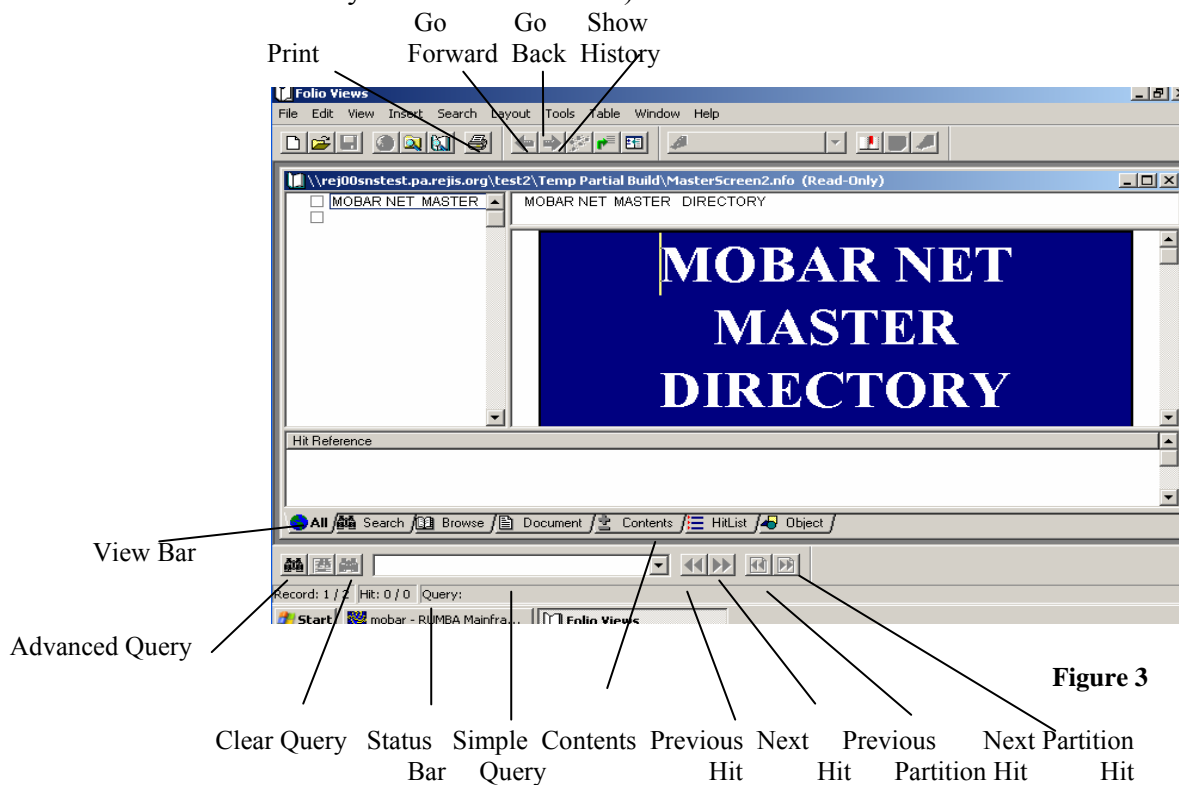 Go Go Show
Print Forward Back History
Folio Views
File Edit View Insert Search Layout Tools Table Window Help
\\rej00snstest.pa.rejis.org\test2\Temp Partial Build\MasterScreen2.nfo (Read-Only)
MOBAR NET MASTER
MOBAR NET MASTER DIRECTORY
MOBAR NET
MASTER
DIRECTORY
Hit Reference
All Search Browse Document Contents HitList Object
View Bar
Record: 1 / 2 Hit: 0 / 0 Query:
Start mobar - RUMBA Mainfra... Folio Views
Advanced Query
Figure 3
Clear Query Status Simple Contents Previous Next Previous Next Partition
Bar Query Hit Hit Partition Hit Hit